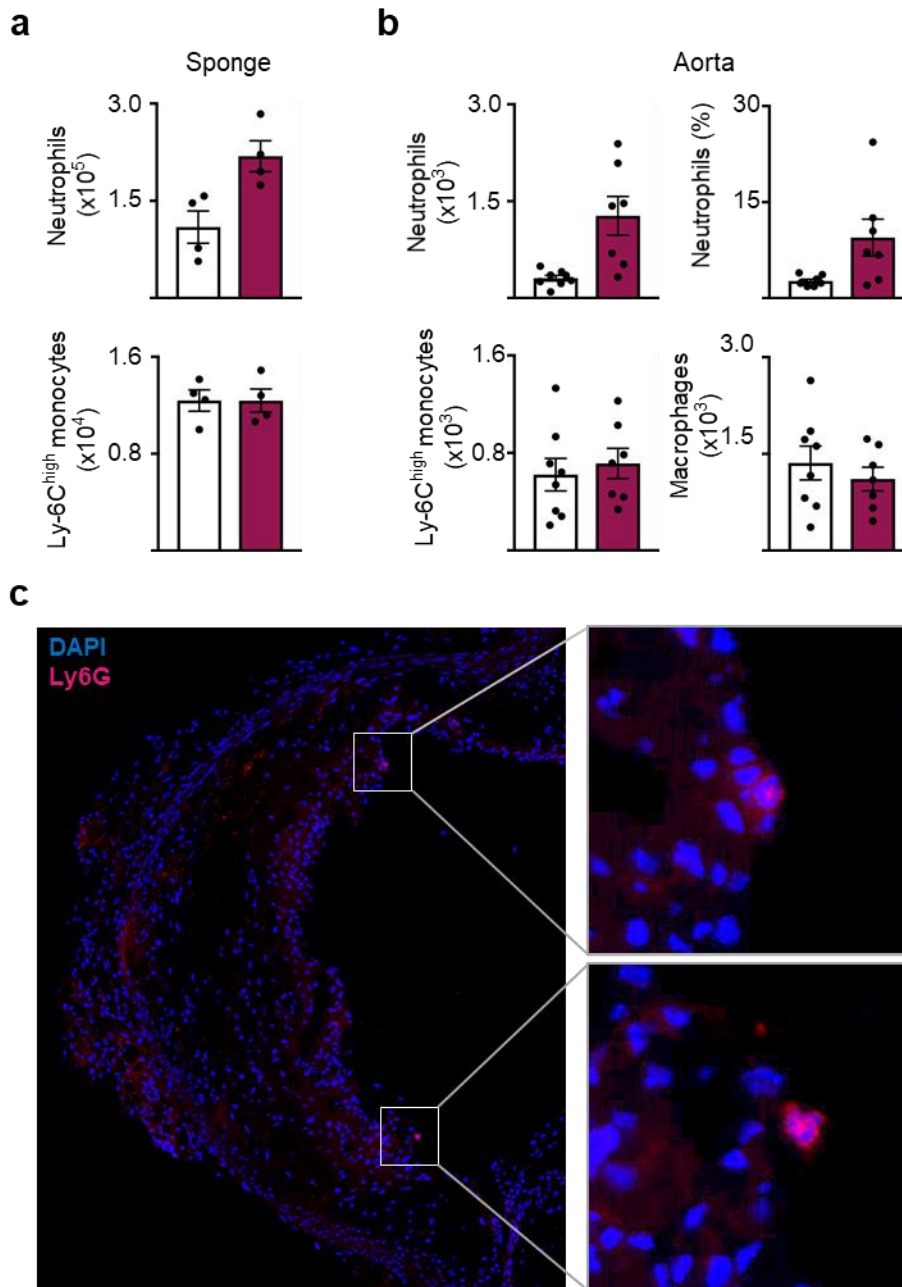 a
Sponge
Neutrophils
(x10⁵)
3.0
1.5
Ly-6Cʰⁱᵍʰ monocytes
(x10⁴)
1.6
0.8
b
Aorta
Neutrophils
(x10³)
3.0
1.5
Neutrophils (%)
30
15
Ly-6Cʰⁱᵍʰ monocytes
(x10³)
1.6
0.8
Macrophages
(x10³)
3.0
1.5
c
DAPI
Ly6G